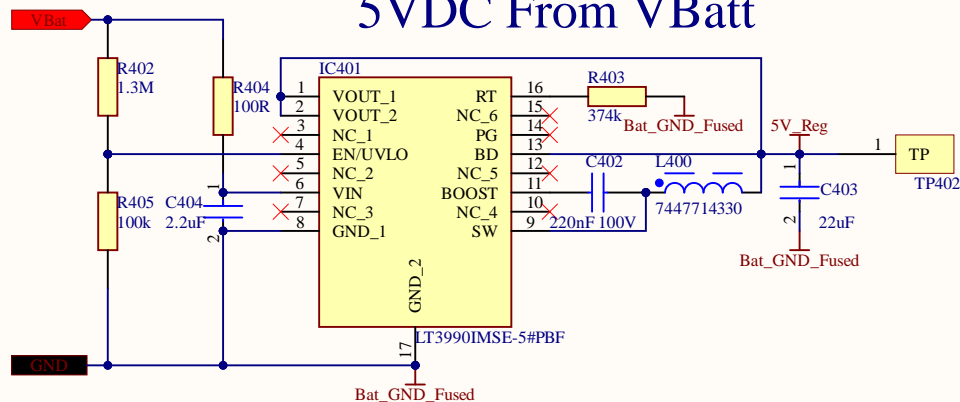 5VDC From VBatt
VBat
R402
1.3M
R404
100R
R405
100k
C404
2.2uF
1
2
IC401
1 VOUT_1
2 VOUT_2
3 NC_1
4 EN/UVLO
5 NC_2
6 VIN
7 NC_3
8 GND_1
RT 16
NC_6 15
PG 14
BD 13
NC_5 12
BOOST 11
NC_4 10
SW 9
GND_2
17
LT3990IMSE-5#PBF
R403
374k
Bat_GND_Fused
C402
220nF 100V
L400
7447714330
5V_Reg
1
2
C403
22uF
Bat_GND_Fused
1 TP
TP402
GND
Bat_GND_Fused